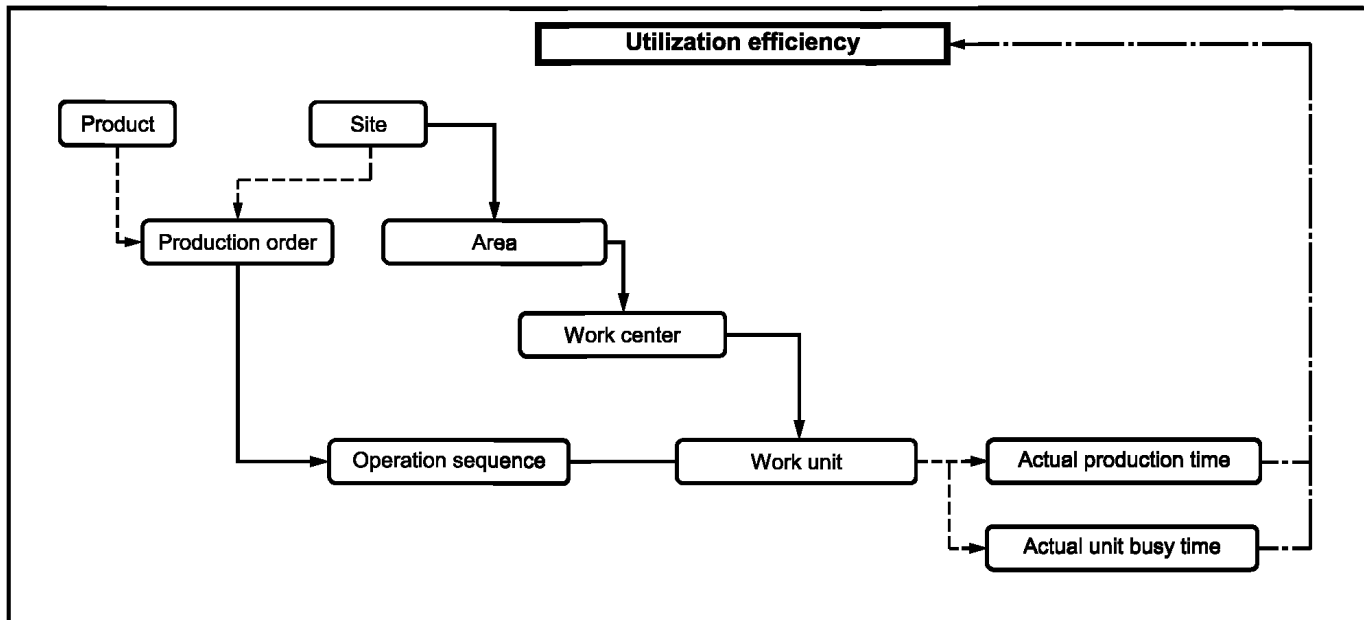 Utilization efficiency
Product
Site
Production order
Area
Work center
Operation sequence
Work unit
Actual production time
Actual unit busy time